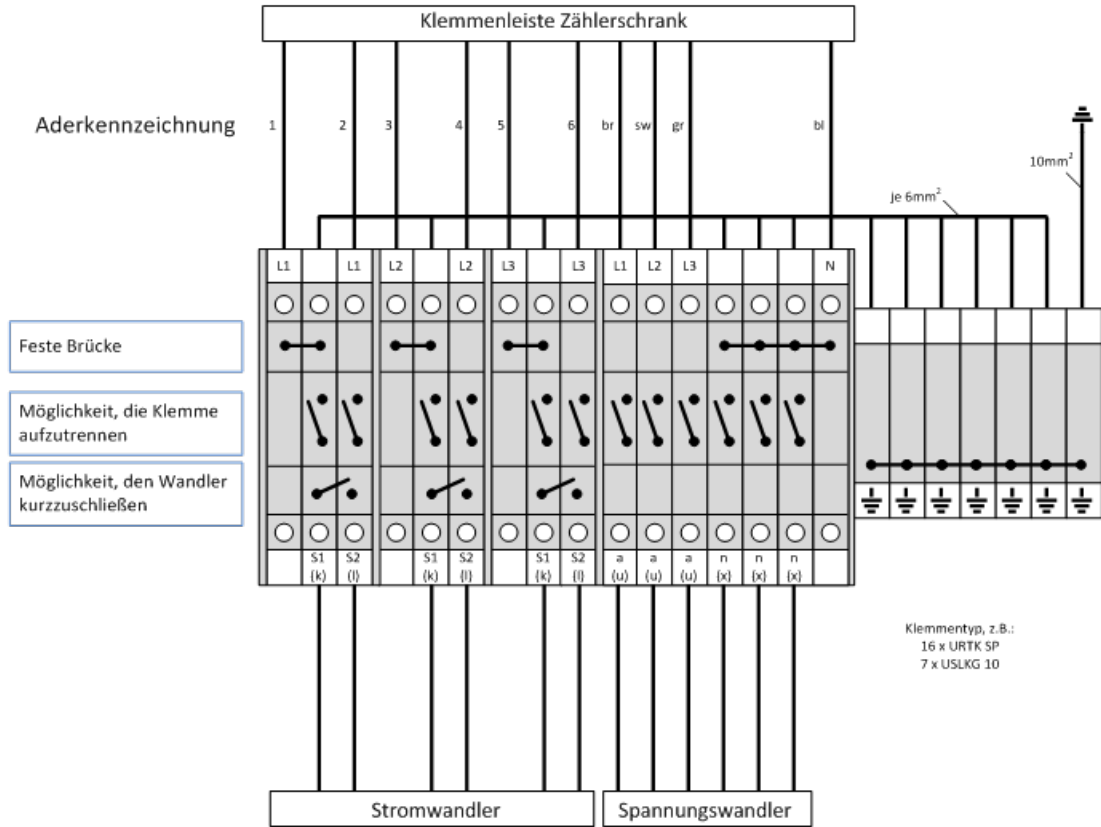 Klemmenleiste Zählerschrank
Aderkennzeichnung
1 2 3 4 5 6 br sw gr bl
10mm²
je 6mm²
L1 L1 L2 L2 L3 L3 L1 L2 L3 N
Feste Brücke
Möglichkeit, die Klemme
aufzutrennen
Möglichkeit, den Wandler
kurzzuschließen
S1 S2 S1 S2 S1 S2 a a a n n n
(k) (l) (k) (l) (k) (l) (u) (u) (u) (x) (x) (x)
Klemmentyp, z.B.:
16 x URTK SP
7 x USLKG 10
Stromwandler
Spannungswandler